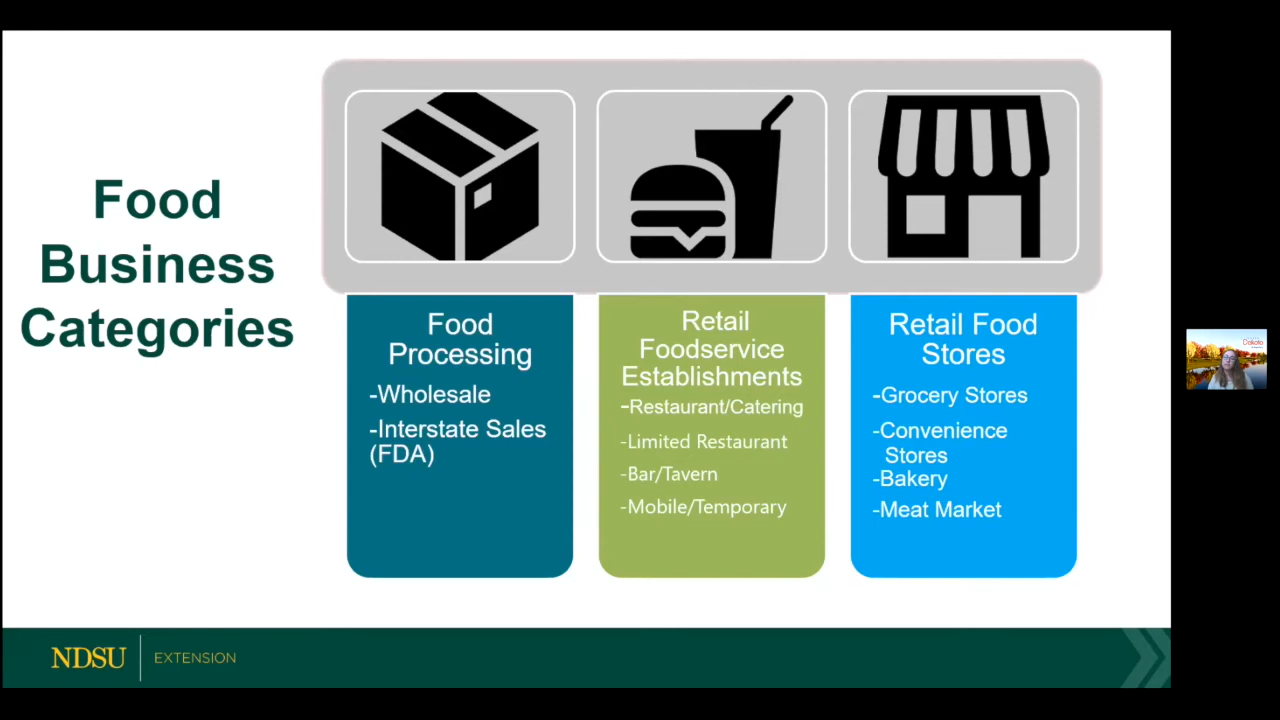 Food
Business
Categories
Food
Processing
-Wholesale
-Interstate Sales
(FDA)
Retail
Foodservice
Establishments
-Restaurant/Catering
-Limited Restaurant
-Bar/Tavern
-Mobile/Temporary
Retail Food
Stores
-Grocery Stores
-Convenience
Stores
-Bakery
-Meat Market
NDSU
EXTENSION
Dakota